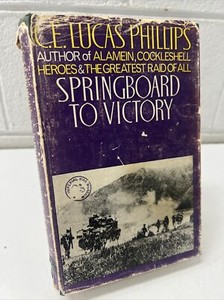 C.E. LUCAS PHILLIPS
AUTHOR of ALAMEIN, COCKLESHELL
HEROES & THE GREATEST RAID OF ALL
SPRINGBOARD
TO VICTORY